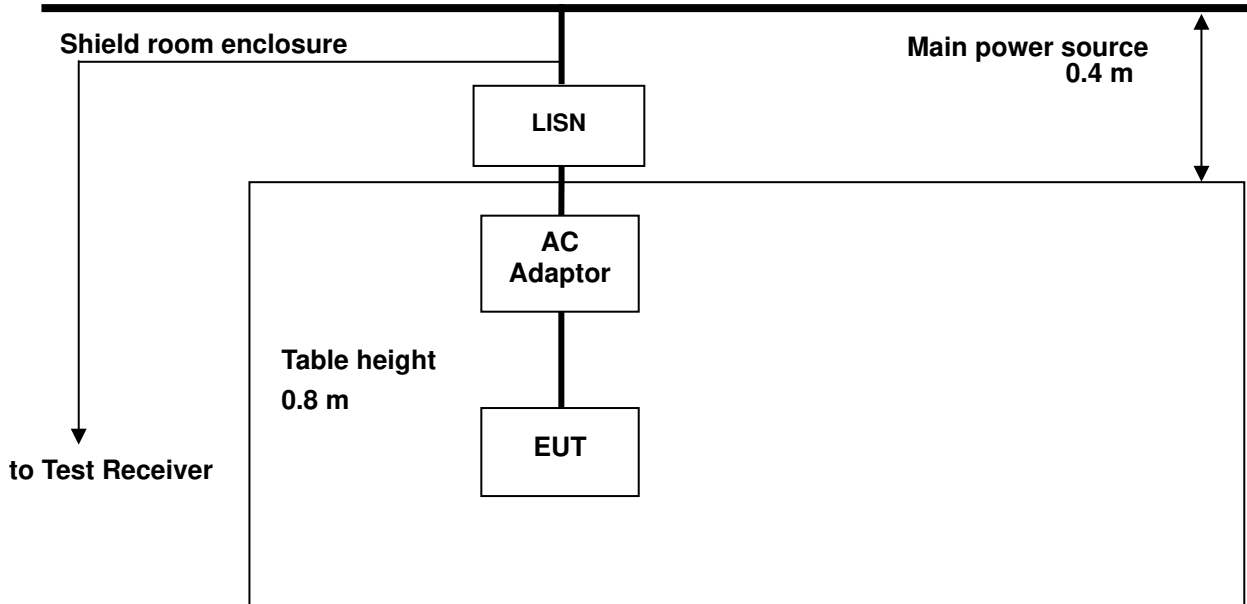 Shield room enclosure
Main power source
0.4 m
LISN
AC
Adaptor
Table height
0.8 m
EUT
to Test Receiver